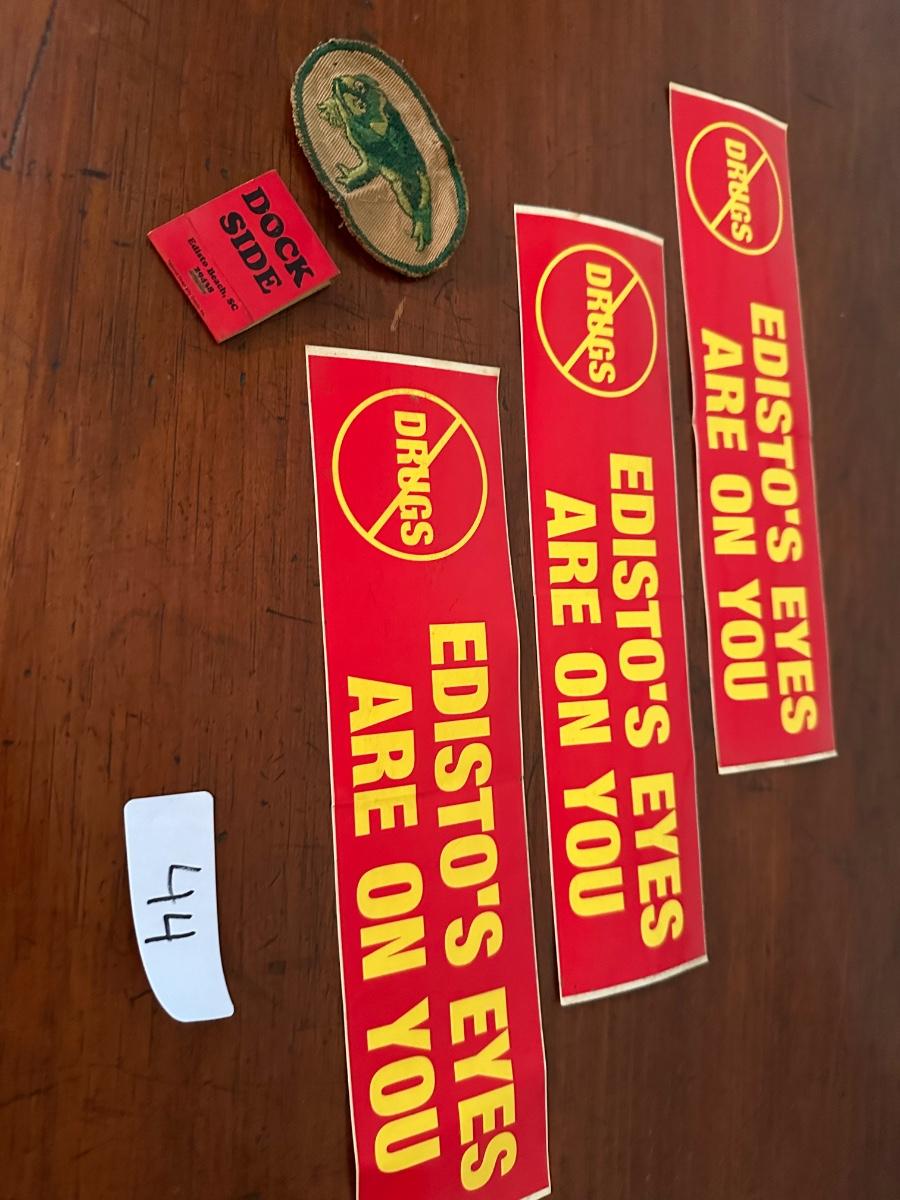 DOCK
SIDE
Edisto Beach, SC
29438
DRUGS
EDISTO'S EYES
ARE ON YOU
DRUGS
EDISTO'S EYES
ARE ON YOU
DRUGS
EDISTO'S EYES
ARE ON YOU
44